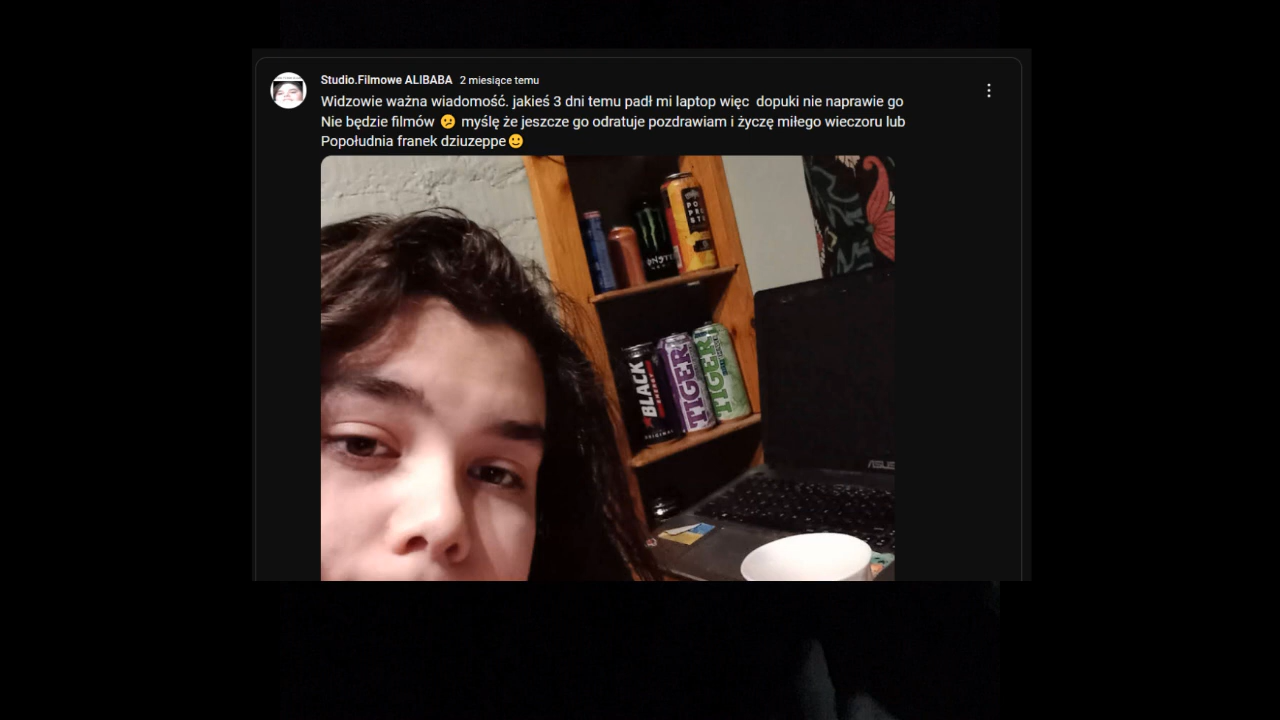 Studio.Filmowe ALIBABA 2 miesiące temu
Widzowie ważna wiadomość. jakieś 3 dni temu padł mi laptop więc dopuki nie naprawie go
Nie będzie filmów 😕 myślę że jeszcze go odratuje pozdrawiam i życzę miłego wieczoru lub
Popołudnia franek dziuzeppe🙂
BLACK
ENERGY
ORIGINAL
TIGER
TIGER
ASUS